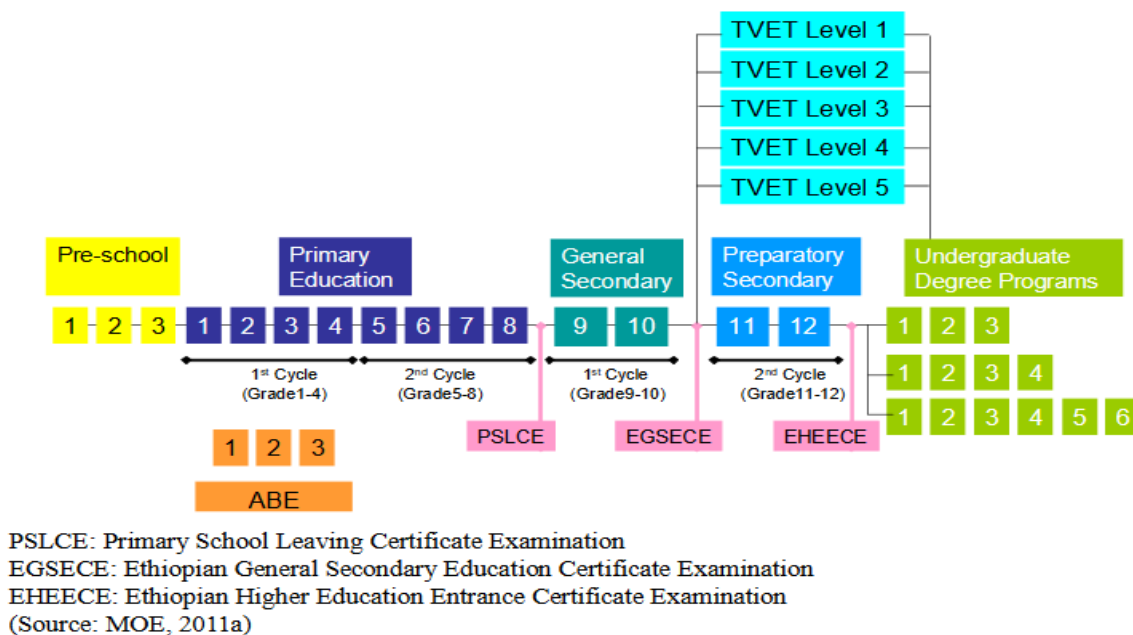 TVET Level 1
TVET Level 2
TVET Level 3
TVET Level 4
TVET Level 5
Pre-school
Primary
Education
General
Secondary
Preparatory
Secondary
Undergraduate
Degree Programs
1 2 3 1 2 3 4 5 6 7 8 9 10 11 12 1 2 3
1st Cycle
(Grade1-4)
2nd Cycle
(Grade5-8)
1st Cycle
(Grade9-10)
2nd Cycle
(Grade11-12)
1 2 3 4
1 2 3 4 5 6
PSLCE
EGSECE
EHEECE
1 2 3
ABE
PSLCE: Primary School Leaving Certificate Examination
EGSECE: Ethiopian General Secondary Education Certificate Examination
EHEECE: Ethiopian Higher Education Entrance Certificate Examination
(Source: MOE, 2011a)